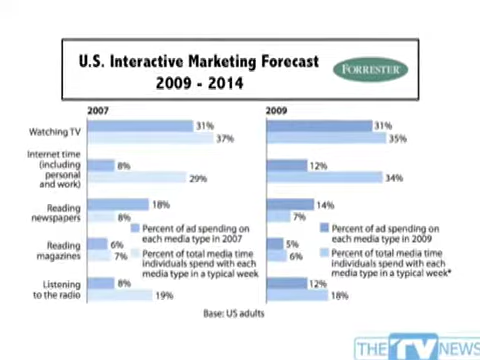 U.S. Interactive Marketing Forecast
2009 - 2014
FORRESTER
2007
2009
Watching TV
31%
37%
31%
35%
Internet time
(including
personal
and work)
8%
29%
12%
34%
Reading
newspapers
18%
8%
14%
7%
Percent of ad spending on
each media type in 2007
Percent of ad spending on
each media type in 2009
Reading
magazines
6%
7%
5%
6%
Percent of total media time
individuals spend with each
media type in a typical week
Percent of total media time
individuals spend with each
media type in a typical week*
Listening
to the radio
8%
19%
12%
18%
Base: US adults
THE TV NEWS